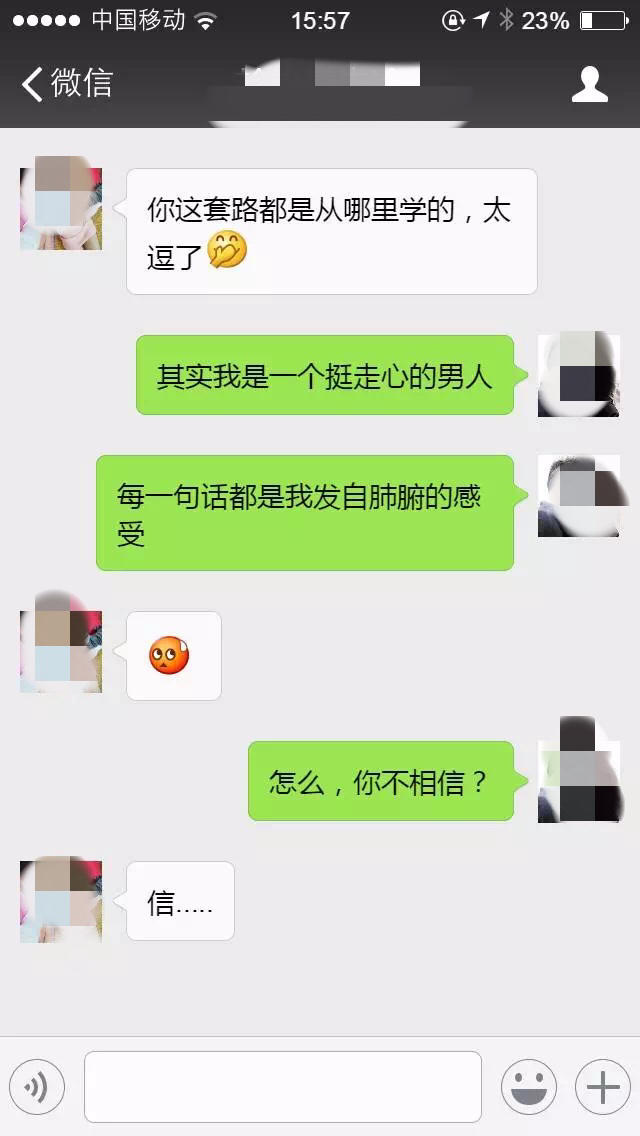 中国移动
15:57
23%
微信
你这套路都是从哪里学的，太
逗了
其实我是一个挺走心的男人
每一句话都是我发自肺腑的感
受
怎么，你不相信？
信.....